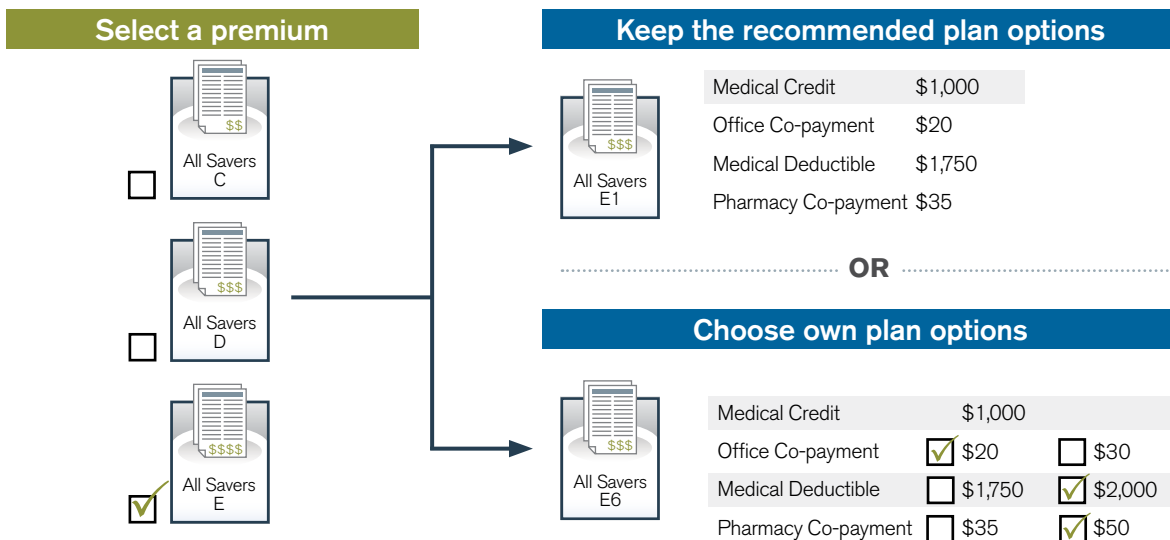 Select a premium
$$
All Savers
C
$$$
All Savers
D
$$$$
All Savers
E
Keep the recommended plan options
$$$
All Savers
E1
Medical Credit $1,000
Office Co-payment $20
Medical Deductible $1,750
Pharmacy Co-payment $35
OR
Choose own plan options
$$$
All Savers
E6
Medical Credit $1,000
Office Co-payment $20 $30
Medical Deductible $1,750 $2,000
Pharmacy Co-payment $35 $50